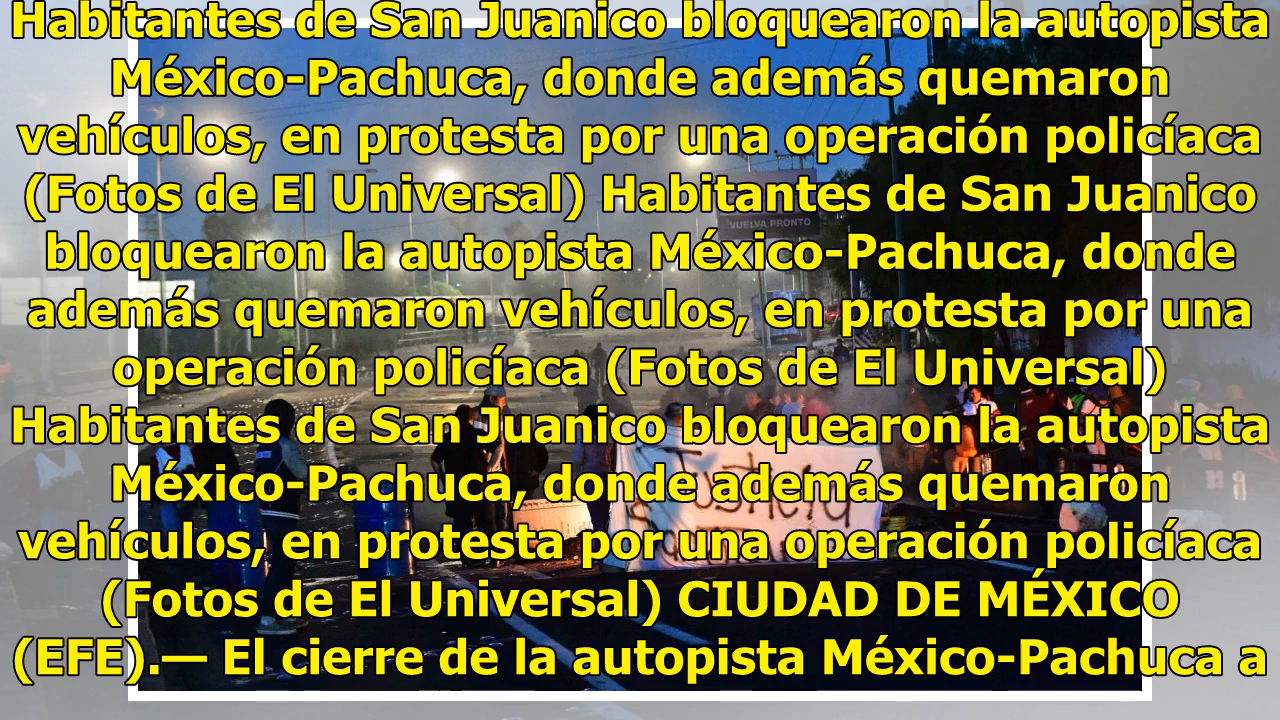 Habitantes de San Juanico bloquearon la autopista
México-Pachuca, donde además quemaron
vehículos, en protesta por una operación policíaca
(Fotos de El Universal) Habitantes de San Juanico
VUELVA PRONTO
bloquearon la autopista México-Pachuca, donde
además quemaron vehículos, en protesta por una
operación policíaca (Fotos de El Universal)
Habitantes de San Juanico bloquearon la autopista
México-Pachuca, donde además quemaron
vehículos, en protesta por una operación policíaca
(Fotos de El Universal) CIUDAD DE MÉXICO
(EFE).— El cierre de la autopista México-Pachuca a